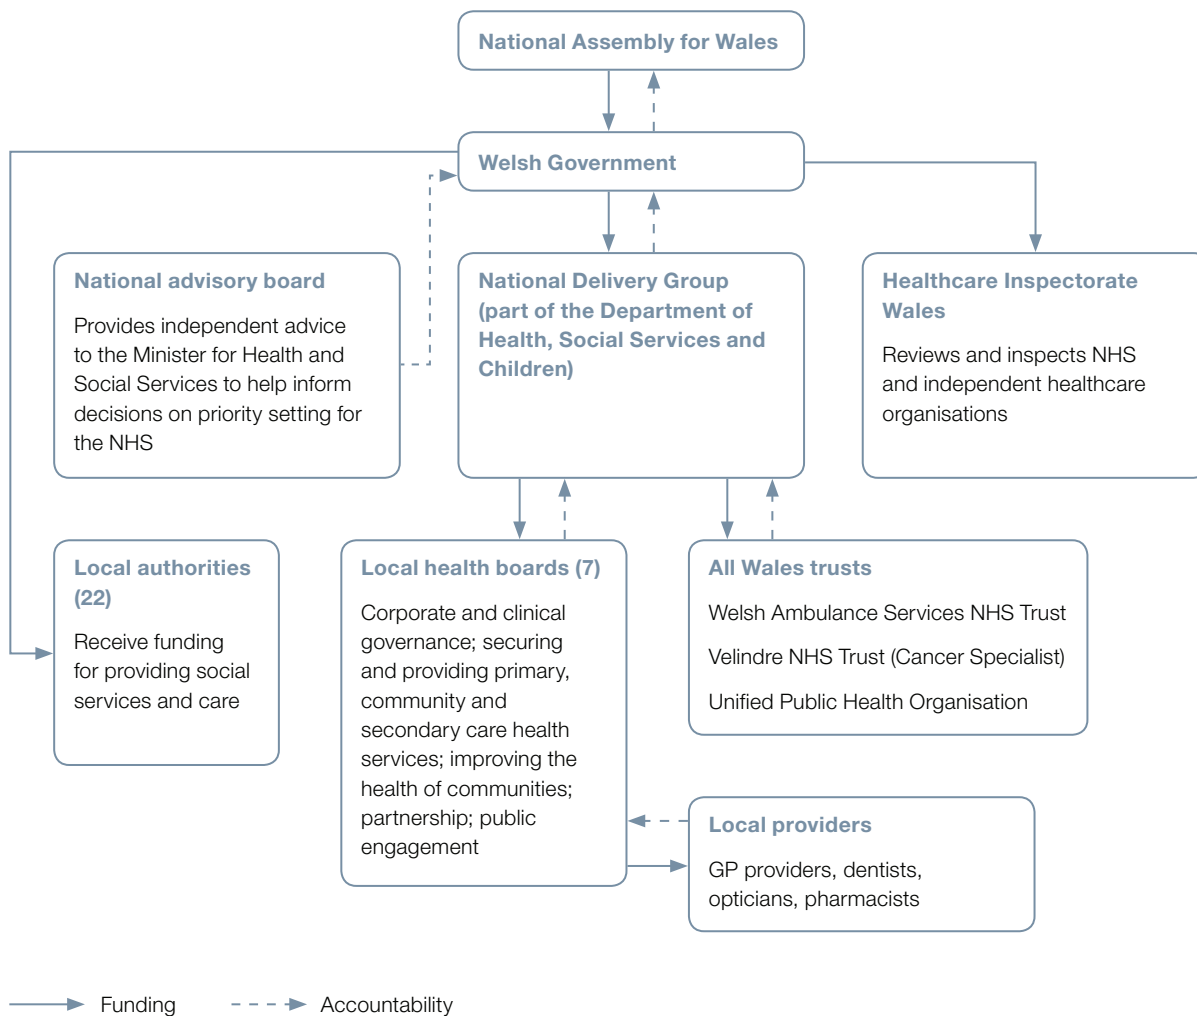 National Assembly for Wales
Welsh Government
National advisory board
Provides independent advice
to the Minister for Health and
Social Services to help inform
decisions on priority setting for
the NHS
National Delivery Group
(part of the Department of
Health, Social Services and
Children)
Healthcare Inspectorate
Wales
Reviews and inspects NHS
and independent healthcare
organisations
Local authorities
(22)
Receive funding
for providing social
services and care
Local health boards (7)
Corporate and clinical
governance; securing
and providing primary,
community and
secondary care health
services; improving the
health of communities;
partnership; public
engagement
All Wales trusts
Welsh Ambulance Services NHS Trust
Velindre NHS Trust (Cancer Specialist)
Unified Public Health Organisation
Local providers
GP providers, dentists,
opticians, pharmacists
Funding
Accountability